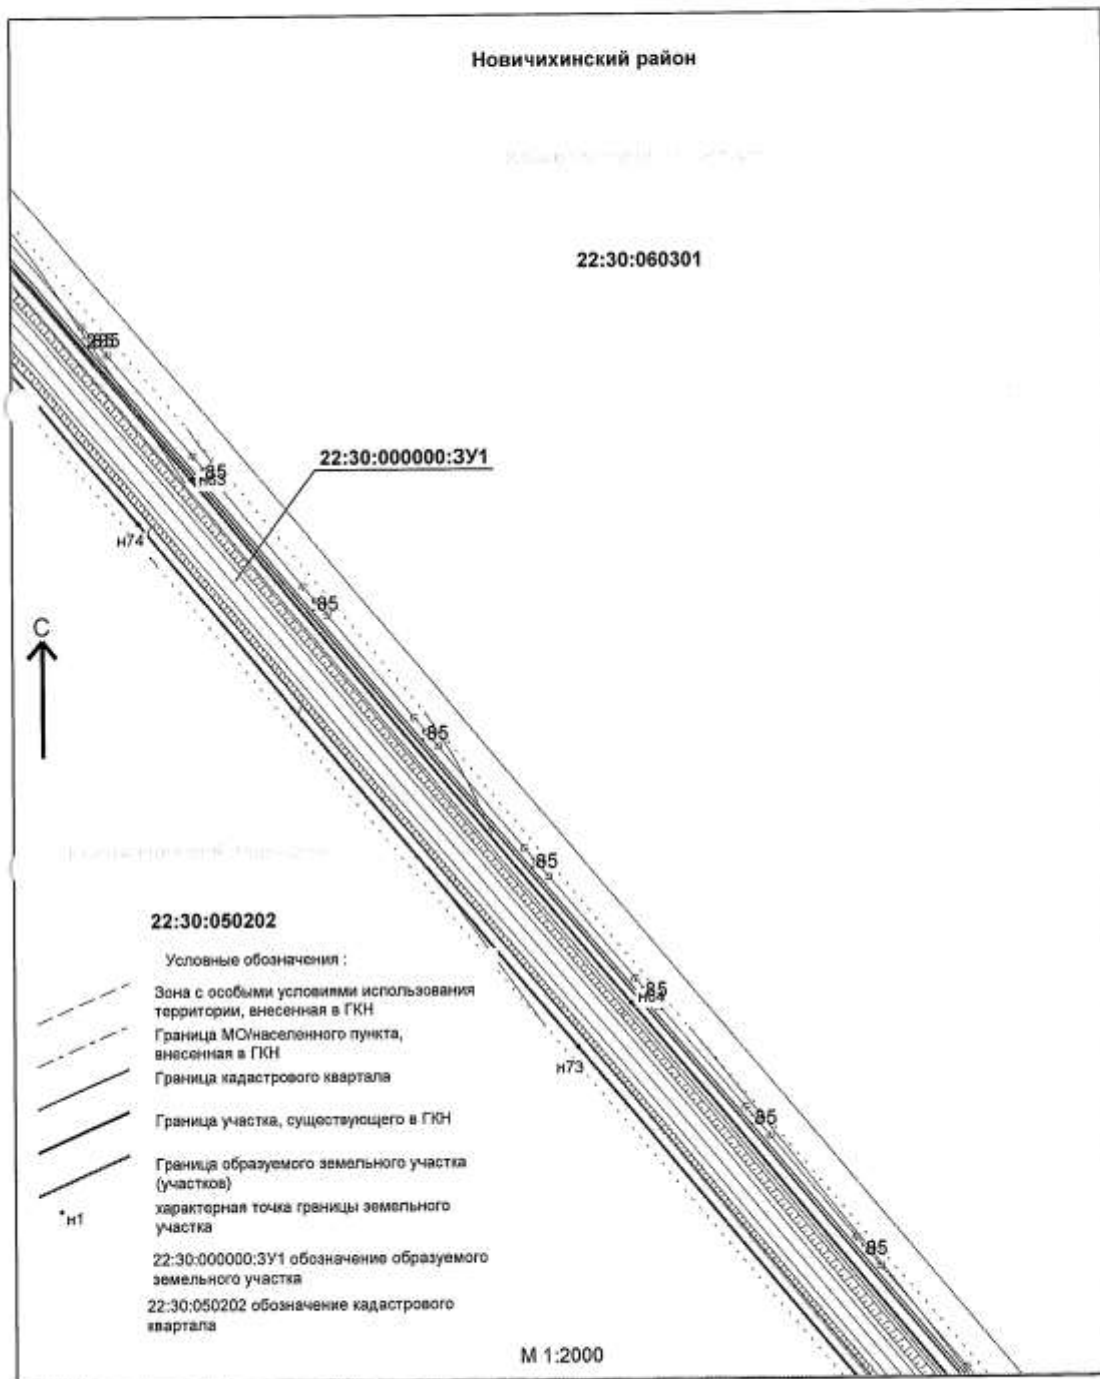 Новичихинский район
22:30:060301
:85
22:30:000000:ЗУ1
:85
н63
н74
:85
С
:85
:85
22:30:050202
Условные обозначения :
Зона с особыми условиями использования
территории, внесенная в ГКН
:85
н64
Граница МО/населенного пункта,
внесенная в ГКН
н73
Граница кадастрового квартала
:85
Граница участка, существующего в ГКН
Граница образуемого земельного участка
(участков)
*н1
характерная точка границы земельного
участка
:85
22:30:000000:ЗУ1 обозначение образуемого
земельного участка
22:30:050202 обозначение кадастрового
квартала
М 1:2000